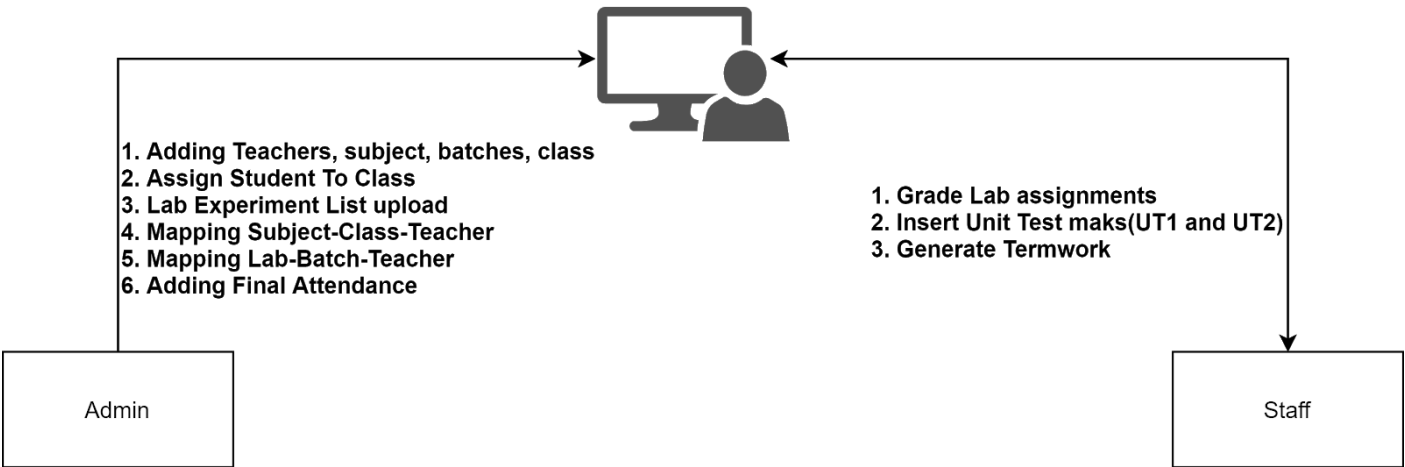 1. Adding Teachers, subject, batches, class
2. Assign Student To Class
3. Lab Experiment List upload
4. Mapping Subject-Class-Teacher
5. Mapping Lab-Batch-Teacher
6. Adding Final Attendance
1. Grade Lab assignments
2. Insert Unit Test maks(UT1 and UT2)
3. Generate Termwork
Admin
Staff